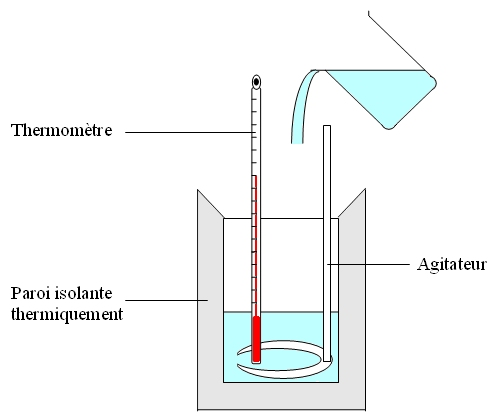 Thermomètre
Agitateur
Paroi isolante
thermiquement